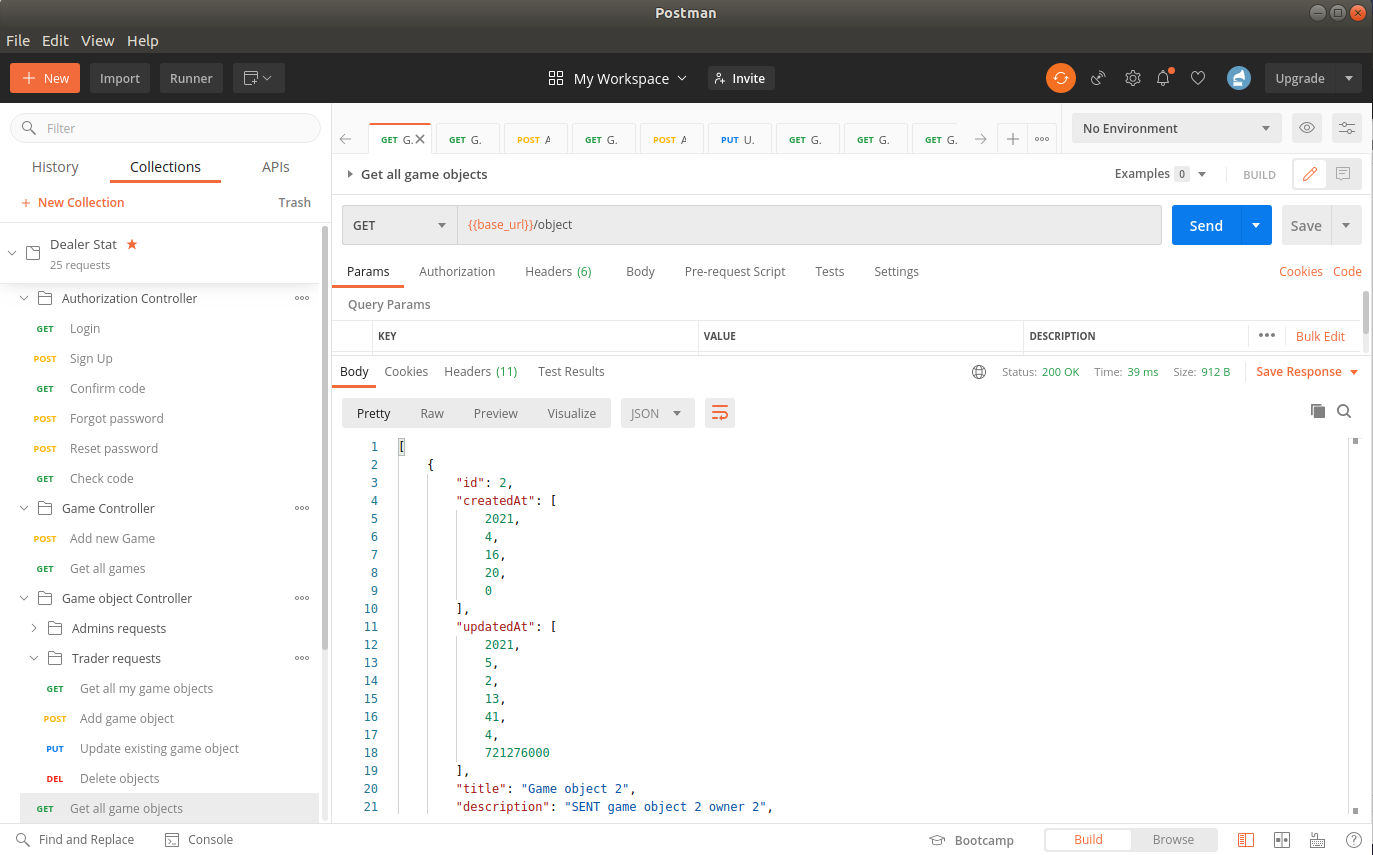 Postman
File Edit View Help
New Import Runner My Workspace Invite Upgrade
Filter
History Collections APIs
+ New Collection Trash
Dealer Stat
25 requests
Authorization Controller
GET Login
POST Sign Up
GET Confirm code
POST Forgot password
POST Reset password
GET Check code
Game Controller
POST Add new Game
GET Get all games
Game object Controller
Admins requests
Trader requests
GET Get all my game objects
POST Add game object
PUT Update existing game object
DEL Delete objects
GET Get all game objects
GET G. GET G. POST A GET G. POST A PUT U. GET G. GET G. GET G. No Environment
Get all game objects Examples 0 BUILD
GET {{base_url}}/object Send Save
Params Authorization Headers (6) Body Pre-request Script Tests Settings Cookies Code
Query Params
KEY VALUE DESCRIPTION Bulk Edit
Body Cookies Headers (11) Test Results Status: 200 OK Time: 39 ms Size: 912 B Save Response
Pretty Raw Preview Visualize JSON
1 [
2 {
3 "id": 2,
4 "createdAt": [
5 2021,
6 4,
7 16,
8 20,
9 0
10 ],
11 "updatedAt": [
12 2021,
13 5,
14 2,
15 13,
16 41,
17 4,
18 721276000
19 ],
20 "title": "Game object 2",
21 "description": "SENT game object 2 owner 2",
Find and Replace Console Bootcamp Build Browse